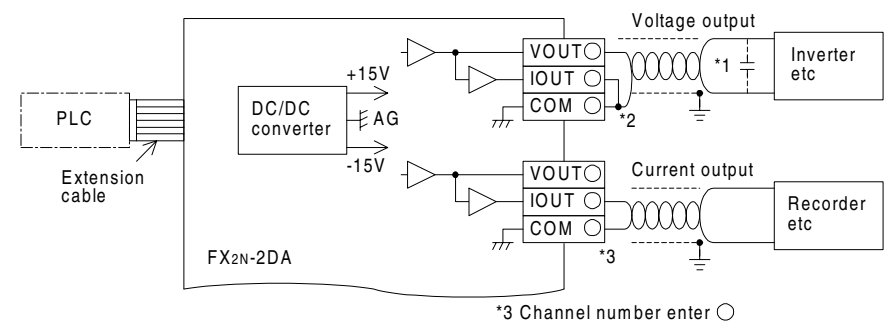 Voltage output
VOUT○
IOUT ○
COM ○
*1
Inverter
etc
+15V
DC/DC
converter
AG
-15V
*2
PLC
Extension
cable
Current output
VOUT○
IOUT ○
COM ○
Recorder
etc
*3
FX2N-2DA
*3 Channel number enter ○